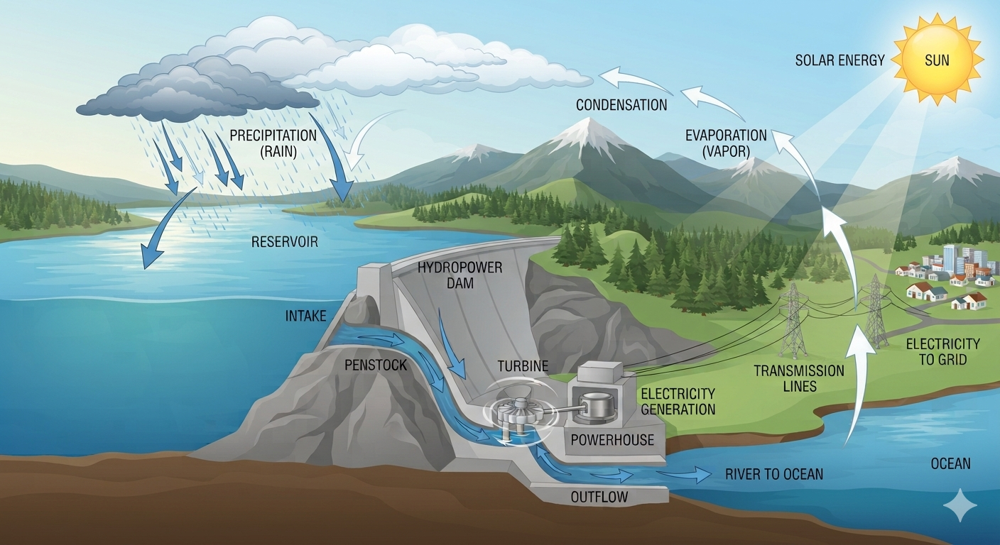 SOLAR ENERGY
SUN
CONDENSATION
EVAPORATION
(VAPOR)
PRECIPITATION
(RAIN)
RESERVOIR
HYDROPOWER
DAM
INTAKE
PENSTOCK
TURBINE
ELECTRICITY
GENERATION
POWERHOUSE
TRANSMISSION
LINES
ELECTRICITY
TO GRID
RIVER TO OCEAN
OCEAN
OUTFLOW